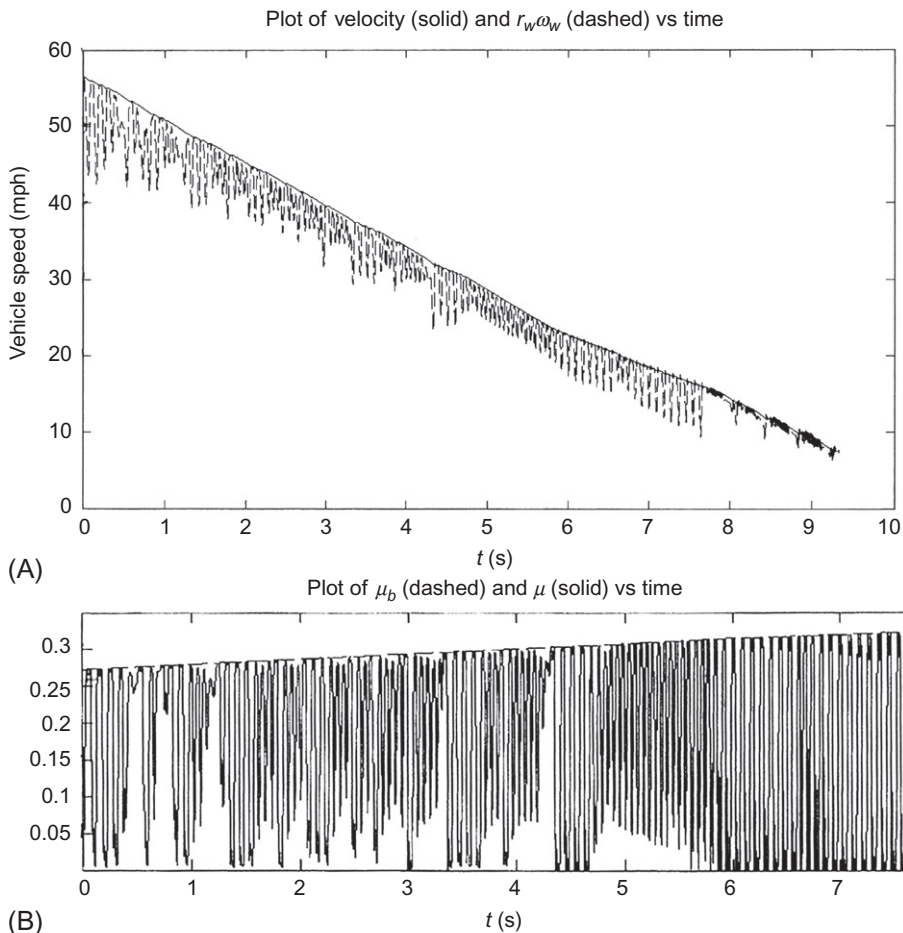 Plot of velocity (solid) and r_wω_w (dashed) vs time
60
50
40
30
20
10
0
Vehicle speed (mph)
0 1 2 3 4 5 6 7 8 9 10
t (s)
(A)
Plot of μ_b (dashed) and μ (solid) vs time
0.3
0.25
0.2
0.15
0.1
0.05
0 1 2 3 4 5 6 7
t (s)
(B)